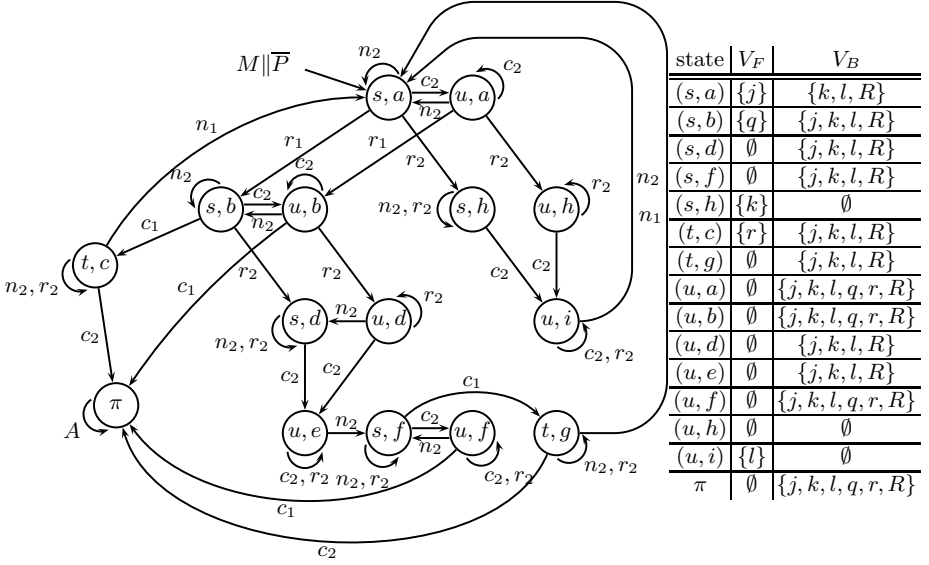 M∥P̅
n₂
s, a
c₂
n₂
u, a
c₂
n₁
r₁
r₂
r₁
r₂
n₂
s, b
c₂
n₂
u, b
c₂
n₂, r₂
s, h
u, h
r₂
n₂
n₁
c₁
t, c
n₂, r₂
c₁
r₂
r₂
c₂
c₂
c₂
s, d
n₂, r₂
n₂
u, d
r₂
u, i
c₂, r₂
c₂
c₂
π
A
c₁
u, e
c₂, r₂
n₂
s, f
n₂, r₂
c₂
n₂
u, f
c₂, r₂
t, g
n₂, r₂
c₁
c₂
state V_F V_B
(s, a) {j} {k, l, R}
(s, b) {q} {j, k, l, R}
(s, d) ∅ {j, k, l, R}
(s, f) ∅ {j, k, l, R}
(s, h) {k} ∅
(t, c) {r} {j, k, l, R}
(t, g) ∅ {j, k, l, R}
(u, a) ∅ {j, k, l, q, r, R}
(u, b) ∅ {j, k, l, q, r, R}
(u, d) ∅ {j, k, l, R}
(u, e) ∅ {j, k, l, R}
(u, f) ∅ {j, k, l, q, r, R}
(u, h) ∅ ∅
(u, i) {l} ∅
π ∅ {j, k, l, q, r, R}